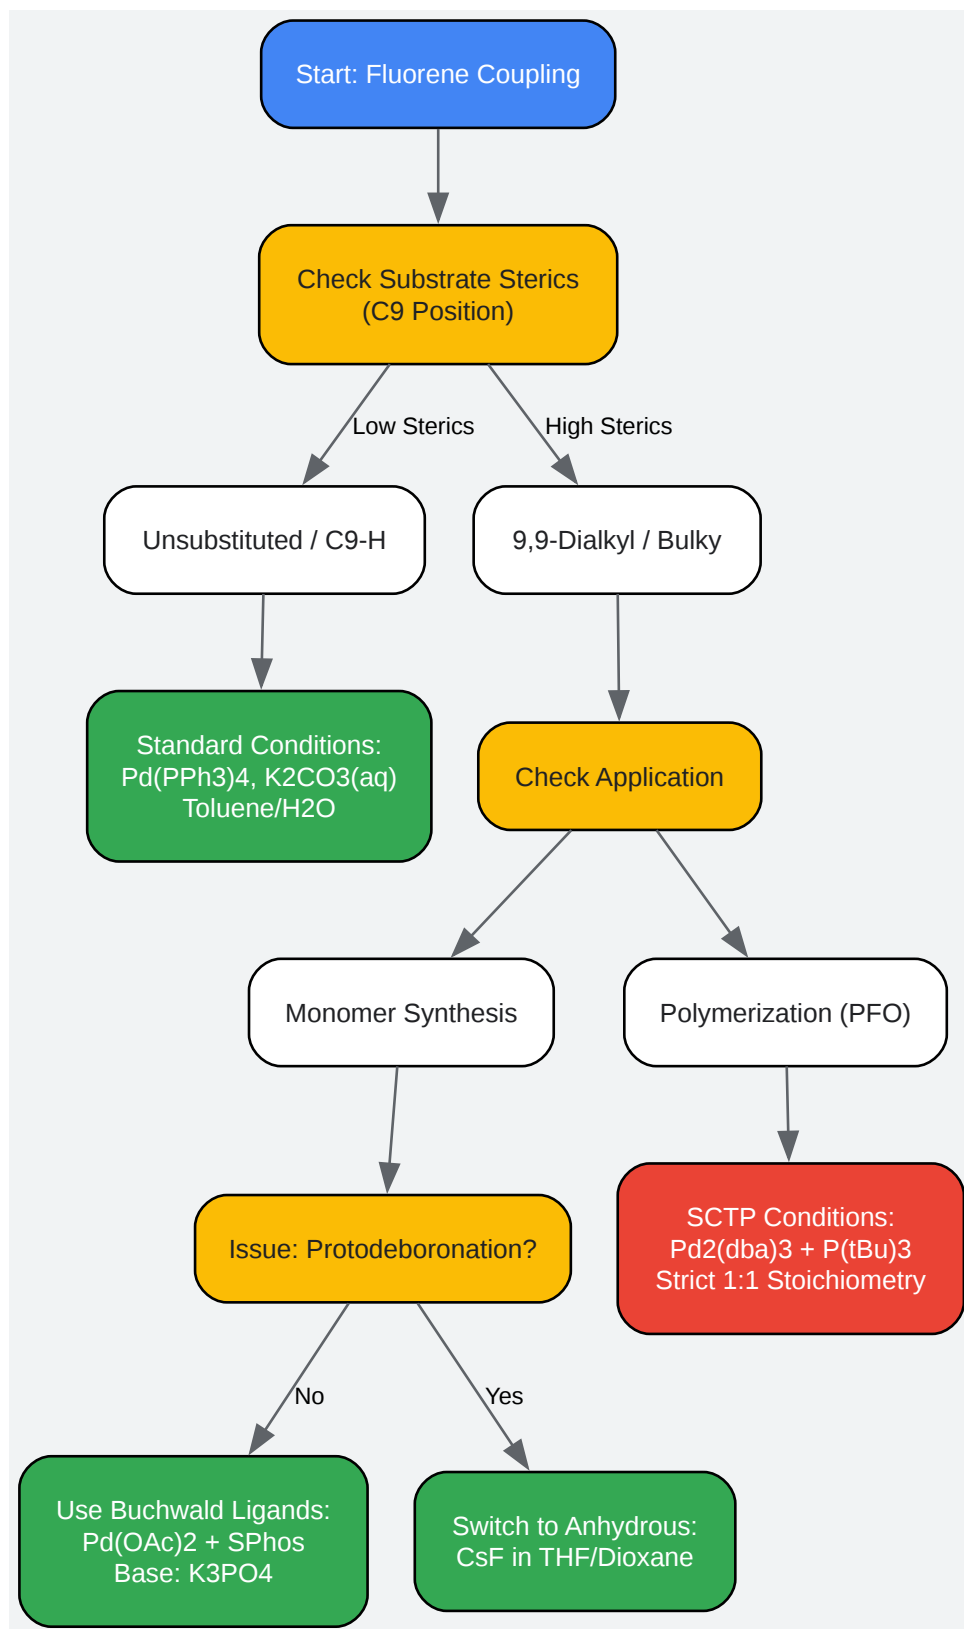 Start: Fluorene Coupling
Check Substrate Sterics
(C9 Position)
Low Sterics
High Sterics
Unsubstituted / C9-H
9,9-Dialkyl / Bulky
Standard Conditions:
Pd(PPh3)4, K2CO3(aq)
Toluene/H2O
Check Application
Monomer Synthesis
Polymerization (PFO)
Issue: Protodeboronation?
SCTP Conditions:
Pd2(dba)3 + P(tBu)3
Strict 1:1 Stoichiometry
No
Yes
Use Buchwald Ligands:
Pd(OAc)2 + SPhos
Base: K3PO4
Switch to Anhydrous:
CsF in THF/Dioxane